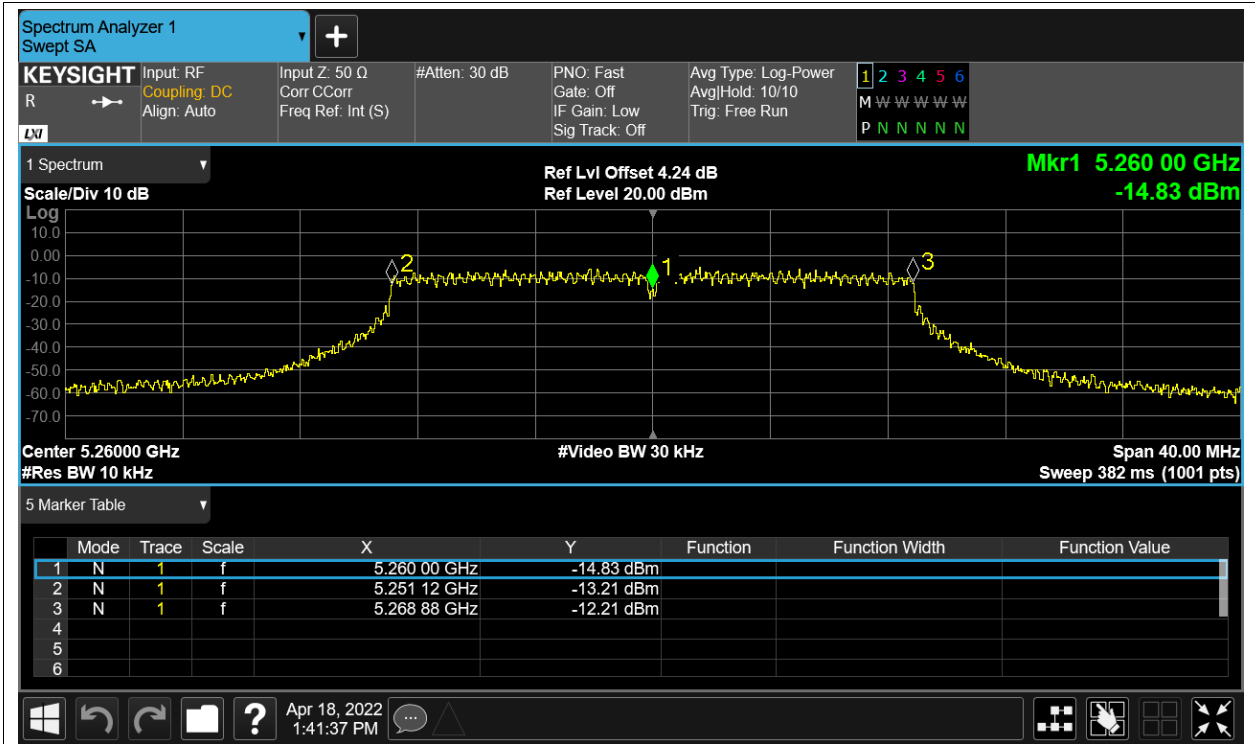 Spectrum Analyzer 1
Swept SA
+
KEYSIGHT
R
LXI
Input: RF
Coupling: DC
Align: Auto
Input Z: 50 Ω
Corr CCorr
Freq Ref: Int (S)
#Atten: 30 dB
PNO: Fast
Gate: Off
IF Gain: Low
Sig Track: Off
Avg Type: Log-Power
Avg|Hold: 10/10
Trig: Free Run
1 2 3 4 5 6
M W W W W W
P N N N N N
1 Spectrum
Scale/Div 10 dB
Ref Lvl Offset 4.24 dB
Ref Level 20.00 dBm
Mkr1 5.260 00 GHz
-14.83 dBm
Log
10.0
0.00
-10.0
-20.0
-30.0
-40.0
-50.0
-60.0
-70.0
2
1
3
Center 5.26000 GHz
#Res BW 10 kHz
#Video BW 30 kHz
Span 40.00 MHz
Sweep 382 ms (1001 pts)
5 Marker Table
Mode Trace Scale X Y Function Function Width Function Value
1 N 1 f 5.260 00 GHz -14.83 dBm
2 N 1 f 5.251 12 GHz -13.21 dBm
3 N 1 f 5.268 88 GHz -12.21 dBm
4
5
6
?
Apr 18, 2022
1:41:37 PM